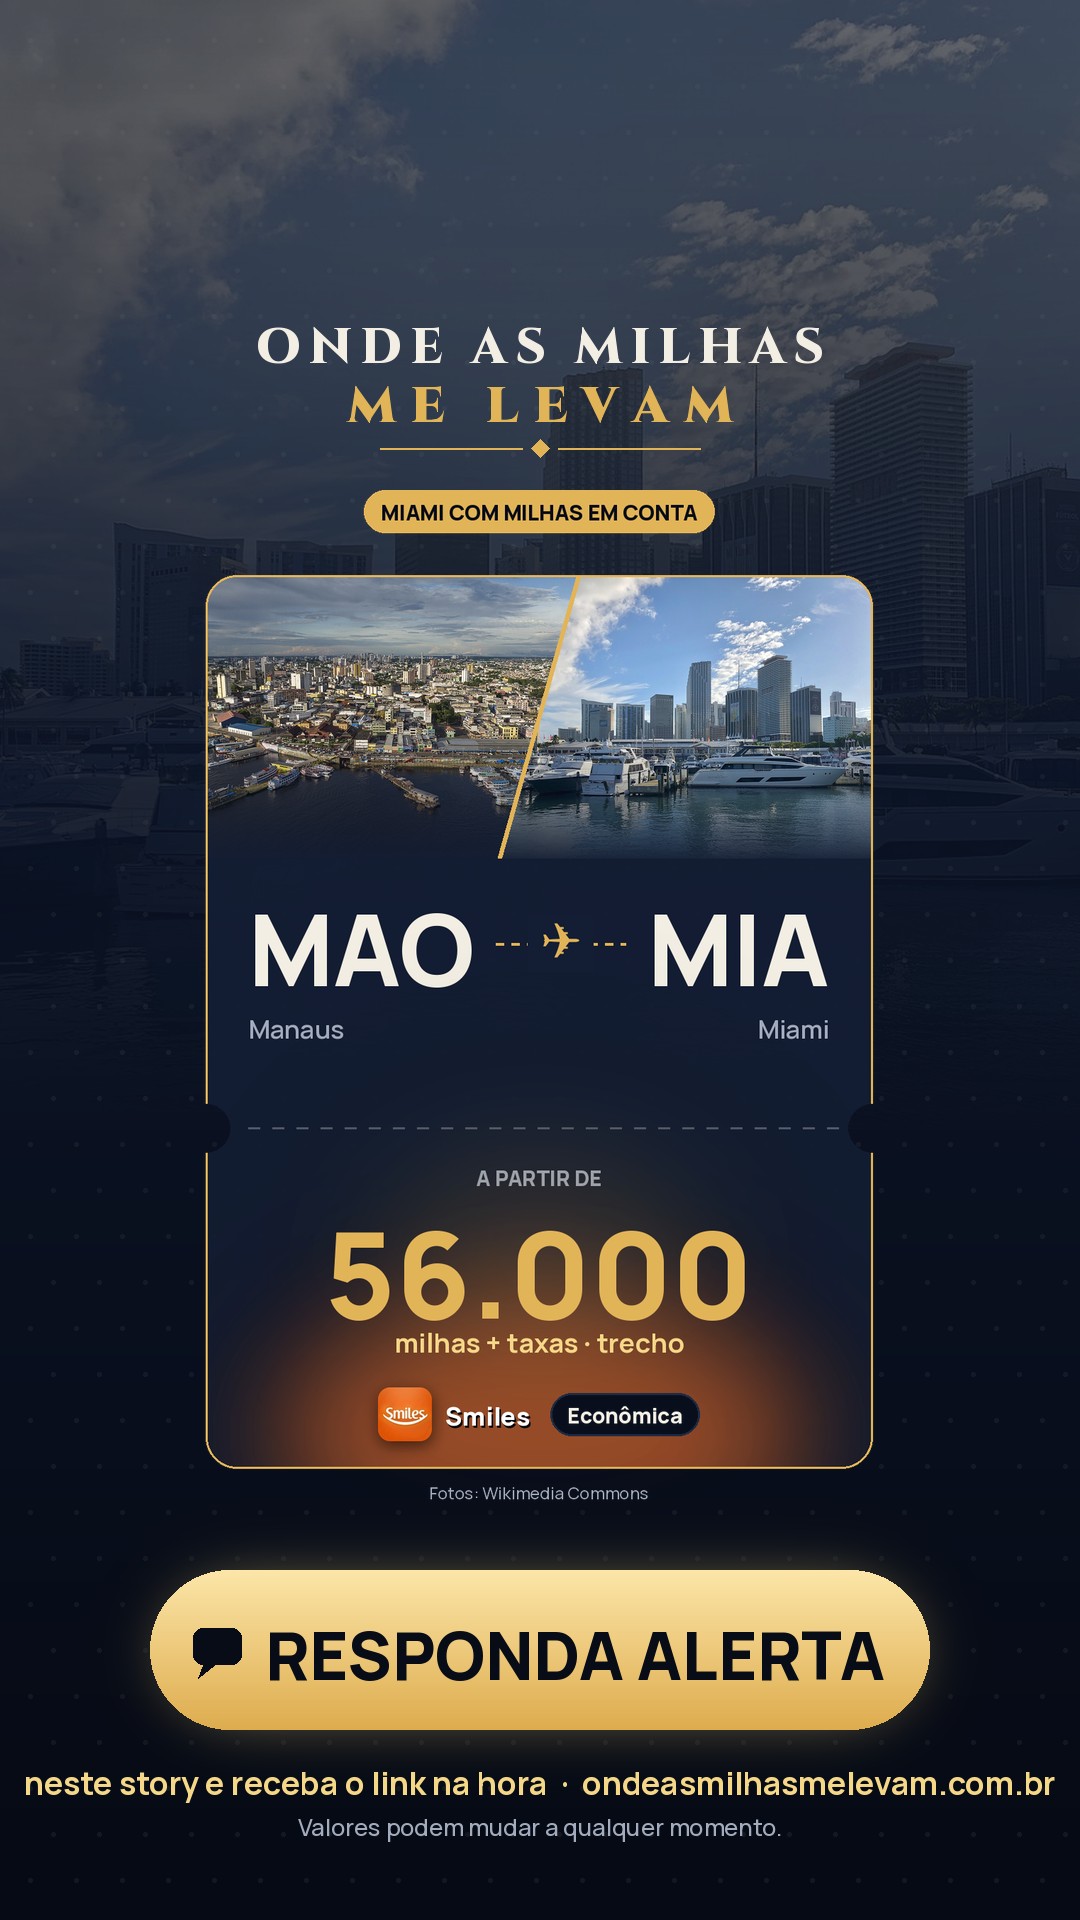 ONDE AS MILHAS
ME LEVAM
MIAMI COM MILHAS EM CONTA
MAO MIA
Manaus Miami
A PARTIR DE
56.000
milhas + taxas · trecho
Smiles Smiles Econômica
Fotos: Wikimedia Commons
RESPONDA ALERTA
neste story e receba o link na hora · ondeasmilhasmelevam.com.br
Valores podem mudar a qualquer momento.